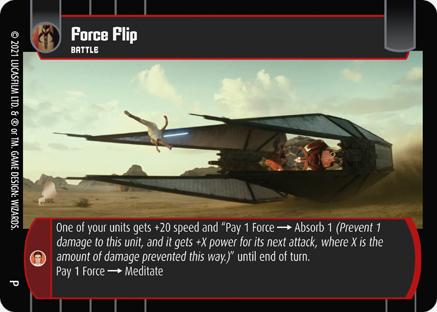 Force Flip
BATTLE
© 2021 LUCASFILM LTD. & ® or TM. GAME DESIGN: WIZARDS.
P
One of your units gets +20 speed and “Pay 1 Force → Absorb 1 (Prevent 1
damage to this unit, and it gets +X power for its next attack, where X is the
amount of damage prevented this way.)” until end of turn.
Pay 1 Force → Meditate